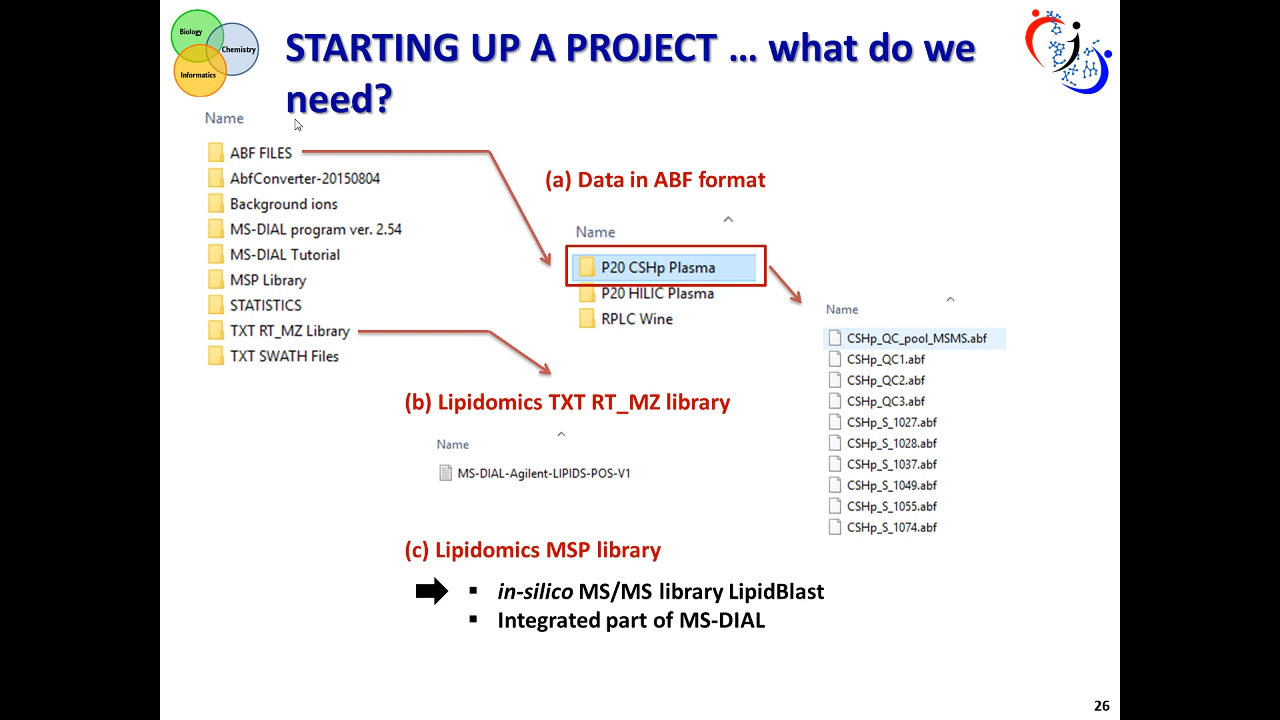 Biology
Chemistry
Informatics
STARTING UP A PROJECT … what do we
need?
Name
ABF FILES
AbfConverter-20150804
Background ions
MS-DIAL program ver. 2.54
MS-DIAL Tutorial
MSP Library
STATISTICS
TXT RT_MZ Library
TXT SWATH Files
(a) Data in ABF format
Name
P20 CSHp Plasma
P20 HILIC Plasma
RPLC Wine
Name
CSHp_QC_pool_MSMS.abf
CSHp_QC1.abf
CSHp_QC2.abf
CSHp_QC3.abf
CSHp_S_1027.abf
CSHp_S_1028.abf
CSHp_S_1037.abf
CSHp_S_1049.abf
CSHp_S_1055.abf
CSHp_S_1074.abf
(b) Lipidomics TXT RT_MZ library
Name
MS-DIAL-Agilent-LIPIDS-POS-V1
(c) Lipidomics MSP library
▪ in-silico MS/MS library LipidBlast
▪ Integrated part of MS-DIAL
26